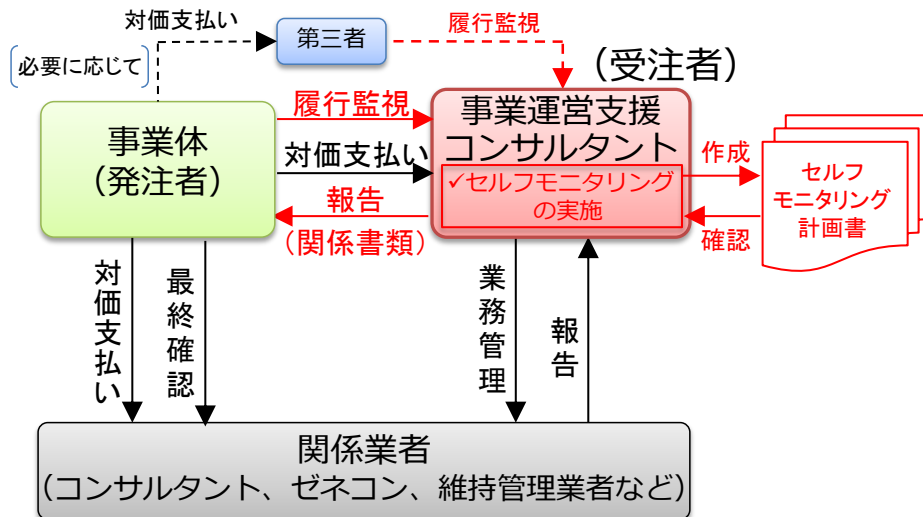 対価支払い
必要に応じて
第三者
履行監視
（受注者）
事業体
（発注者）
履行監視
対価支払い
報告
（関係書類）
事業運営支援
コンサルタント
✓セルフモニタリング
の実施
作成
確認
セルフ
モニタリング
計画書
対価支払い
最終確認
業務管理
報告
関係業者
（コンサルタント、ゼネコン、維持管理業者など）